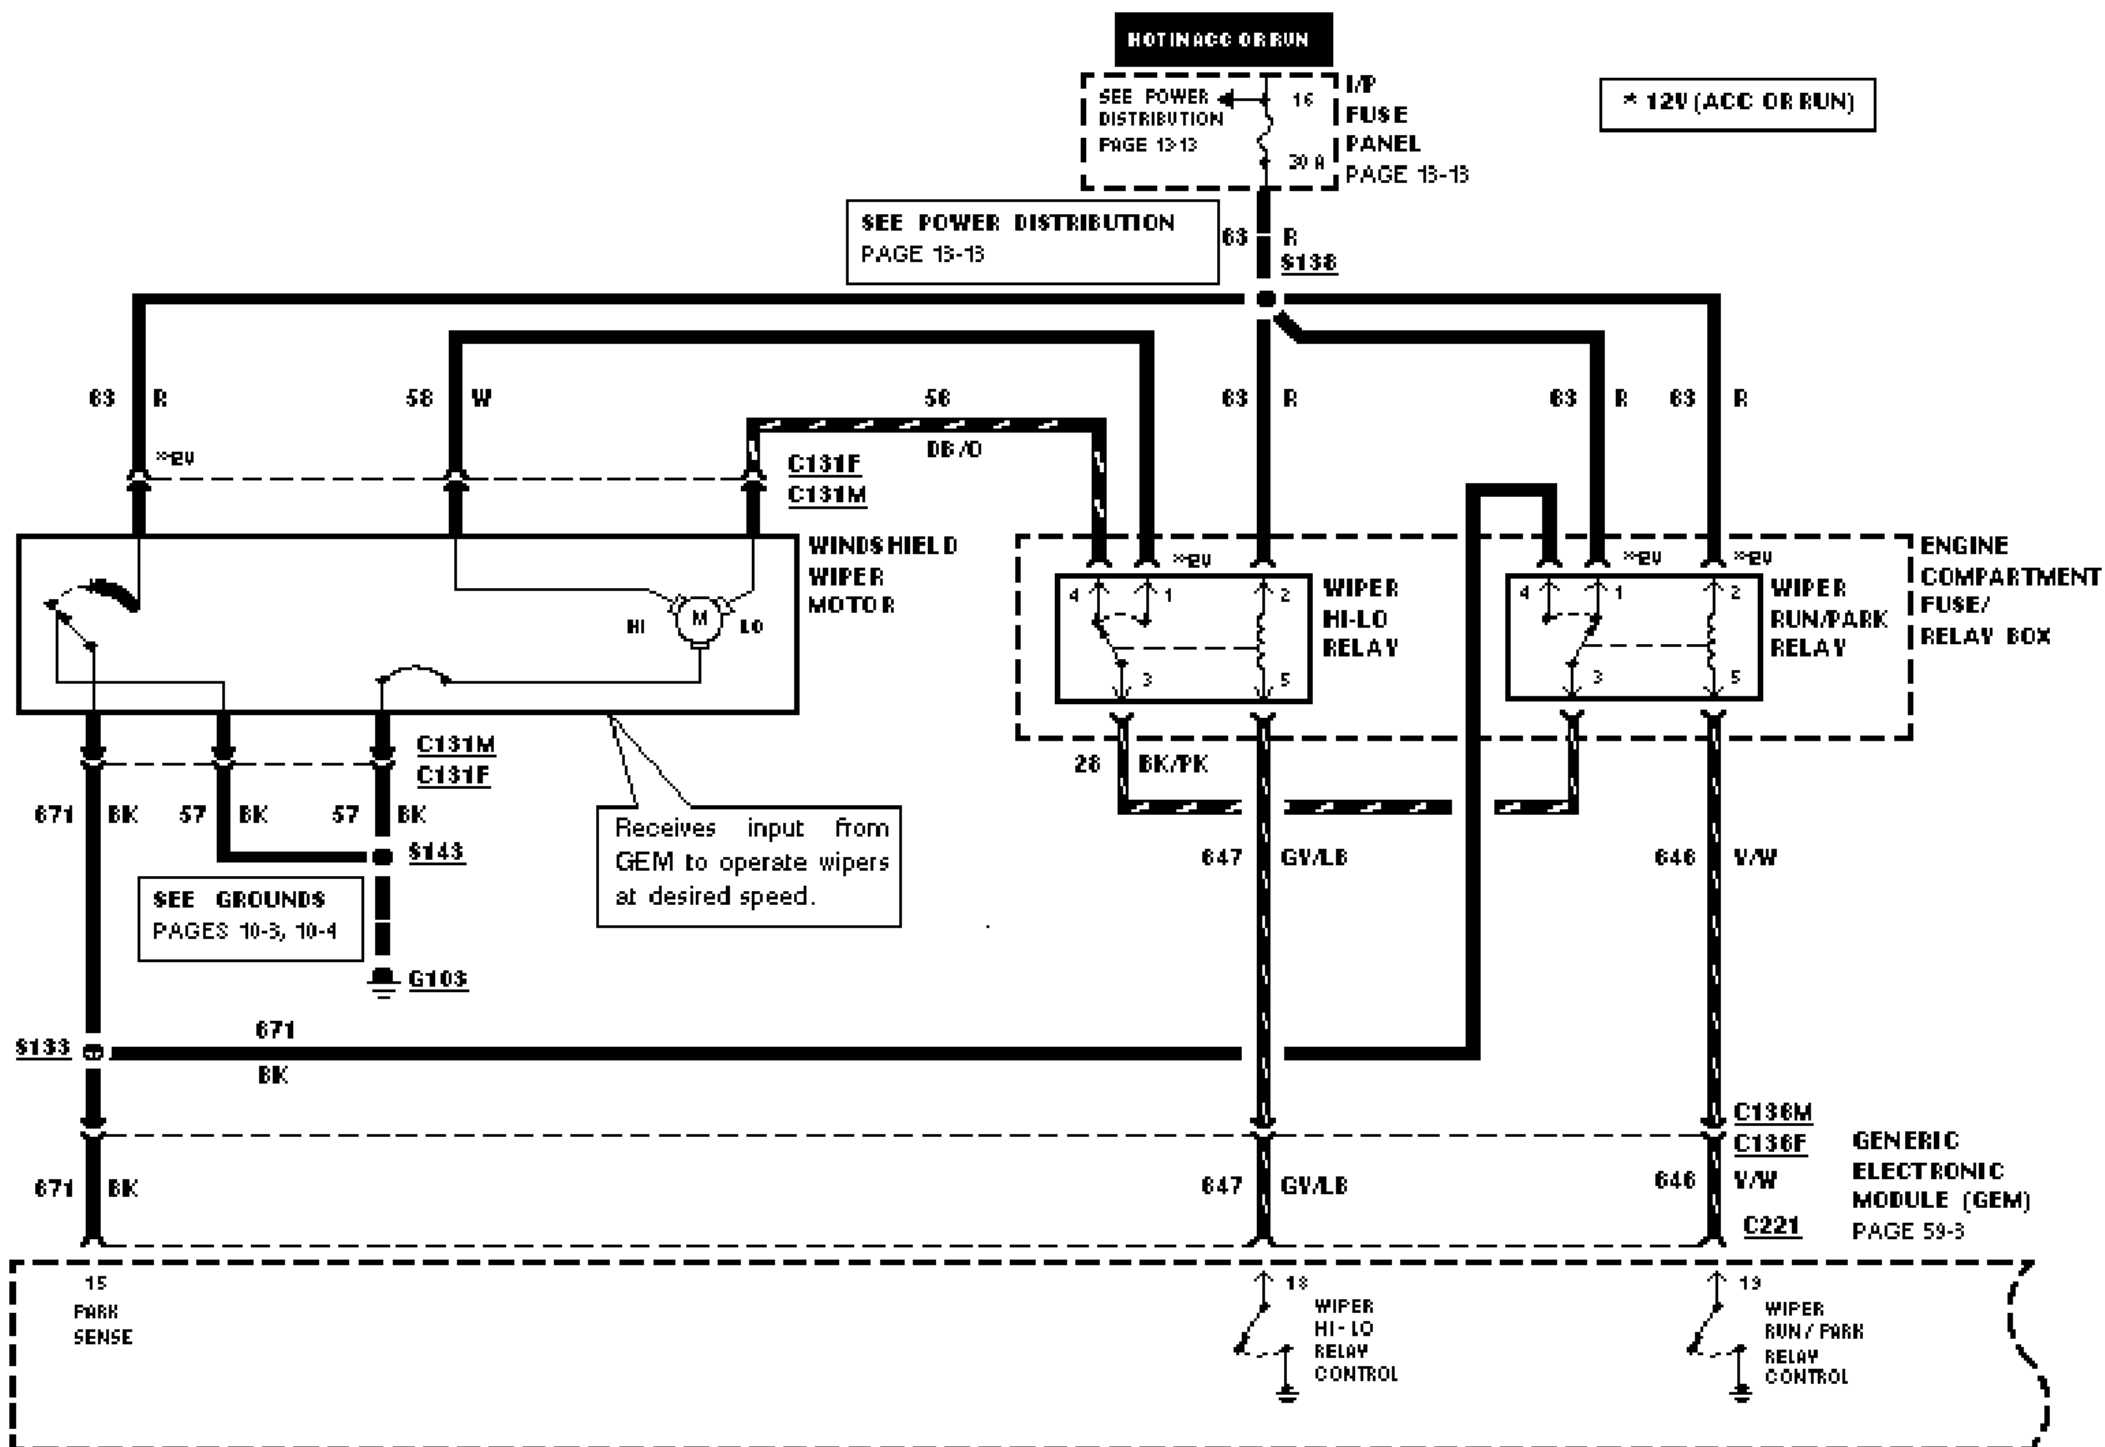 HOT IN ACC OR RUN
SEE POWER
DISTRIBUTION
PAGE 13-13
16
30 A
I/P
FUSE
PANEL
PAGE 13-13
* 12V (ACC OR RUN)
SEE POWER DISTRIBUTION
PAGE 13-13
63 R
S138
63 R
58 W
56
DB/O
63 R
63 R
63 R
*12V
C131F
C131M
WINDSHIELD
WIPER
MOTOR
HI
M
LO
*12V
*12V
*12V
4
1
2
3
5
WIPER
HI-LO
RELAY
4
1
2
3
5
WIPER
RUN/PARK
RELAY
ENGINE
COMPARTMENT
FUSE/
RELAY BOX
C131M
C131F
28 BK/PK
671 BK
57 BK
57 BK
S143
Receives input from
GEM to operate wipers
at desired speed.
647 GY/LB
646 V/W
SEE GROUNDS
PAGES 10-3, 10-4
G103
671
S133
BK
C136M
C136F
671 BK
647 GY/LB
646 V/W
C221
GENERIC
ELECTRONIC
MODULE (GEM)
PAGE 59-3
15
PARK
SENSE
18
WIPER
HI-LO
RELAY
CONTROL
19
WIPER
RUN/PARK
RELAY
CONTROL